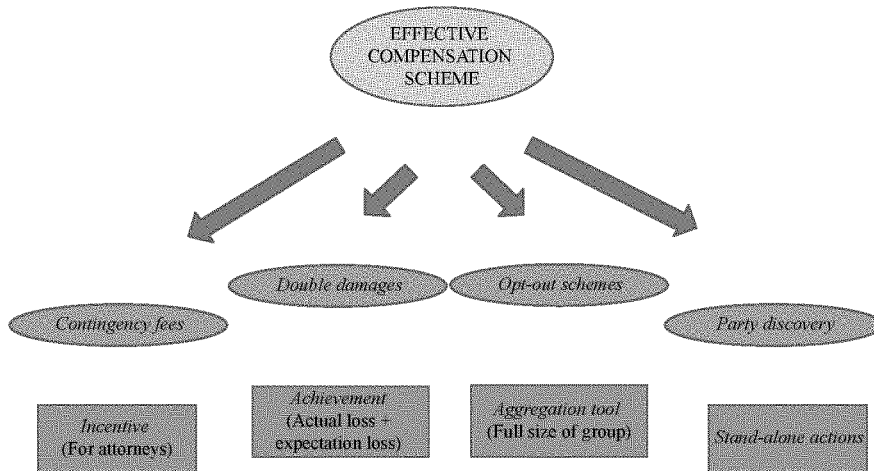 EFFECTIVE
COMPENSATION
SCHEME
Double damages
Opt-out schemes
Contingency fees
Party discovery
Incentive
(For attorneys)
Achievement
(Actual loss +
expectation loss)
Aggregation tool
(Full size of group)
Stand-alone actions